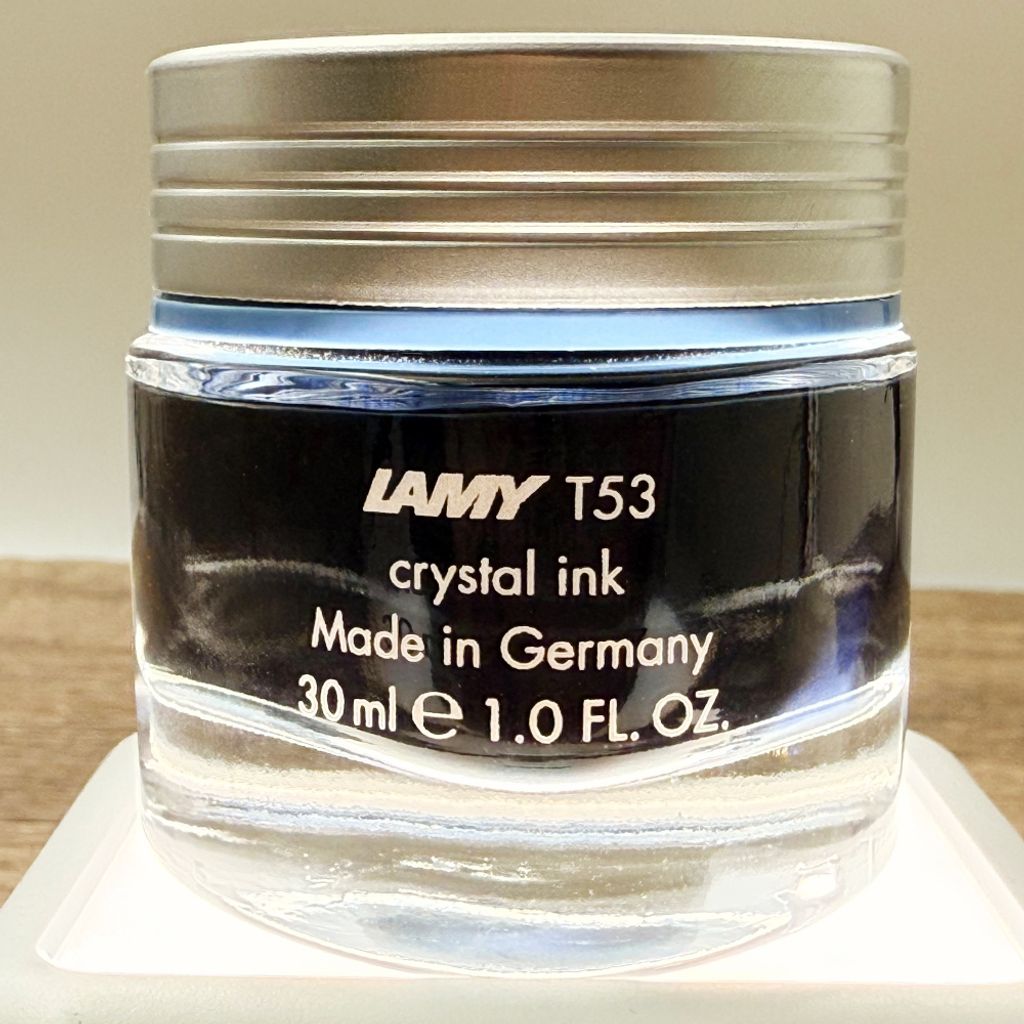 LAMY T53
crystal ink
Made in Germany
30 ml ℮ 1.0 FL. OZ.